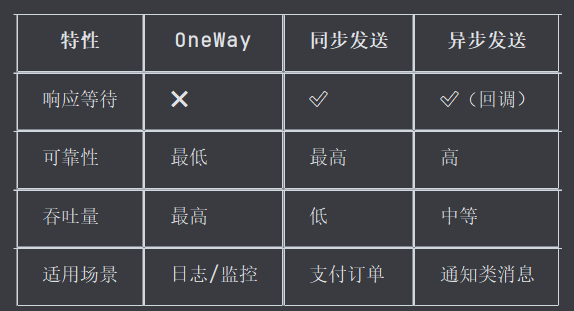 特性 OneWay 同步发送 异步发送
响应等待 ❌ ✅ ✅（回调）
可靠性 最低 最高 高
吞吐量 最高 低 中等
适用场景 日志/监控 支付订单 通知类消息